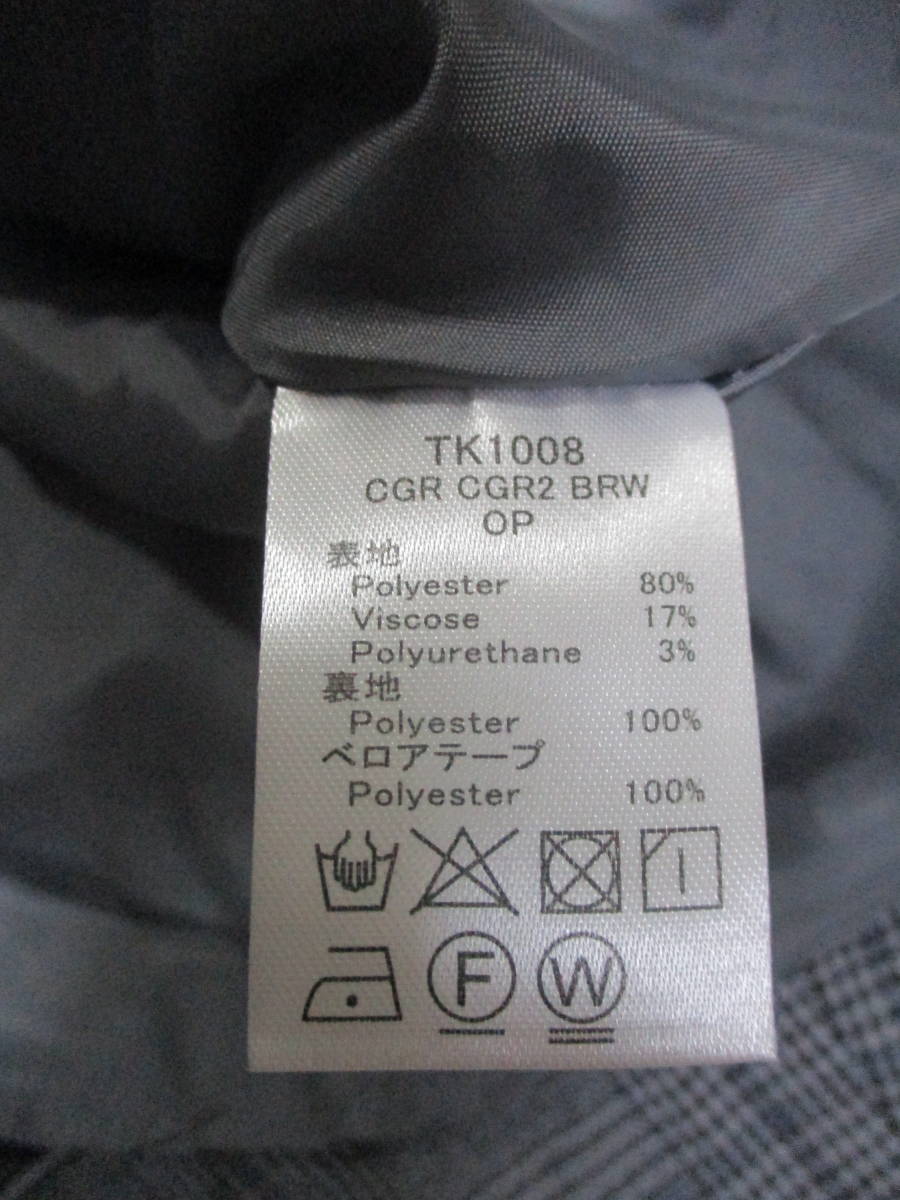 TK1008
CGR CGR2 BRW
OP
表地
Polyester 80%
Viscose 17%
Polyurethane 3%
裏地
Polyester 100%
ベロアテープ
Polyester 100%
F W